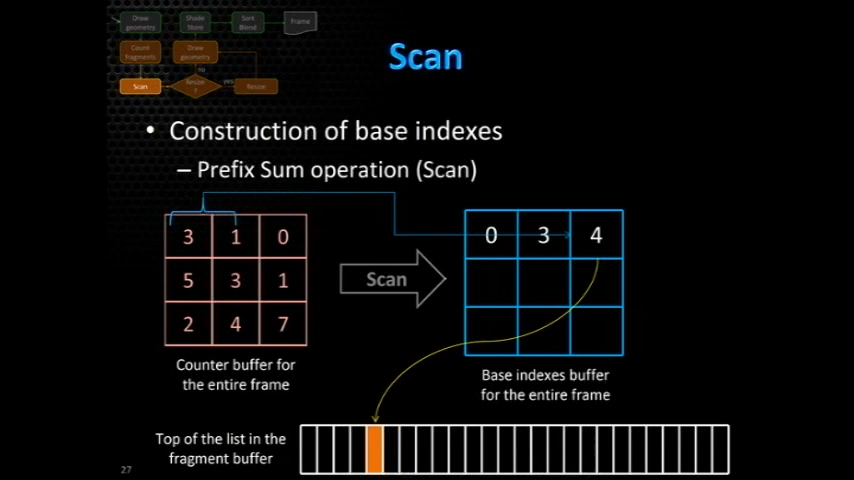 Draw
geometry
Shade
Store
Sort
Blend
Frame
Count
fragments
Draw
geometry
no
Scan
Resize
?
yes
Resize
Scan
• Construction of base indexes
– Prefix Sum operation (Scan)
3 1 0
5 3 1
2 4 7
Scan
0 3 4
Counter buffer for
the entire frame
Base indexes buffer
for the entire frame
Top of the list in the
fragment buffer
27